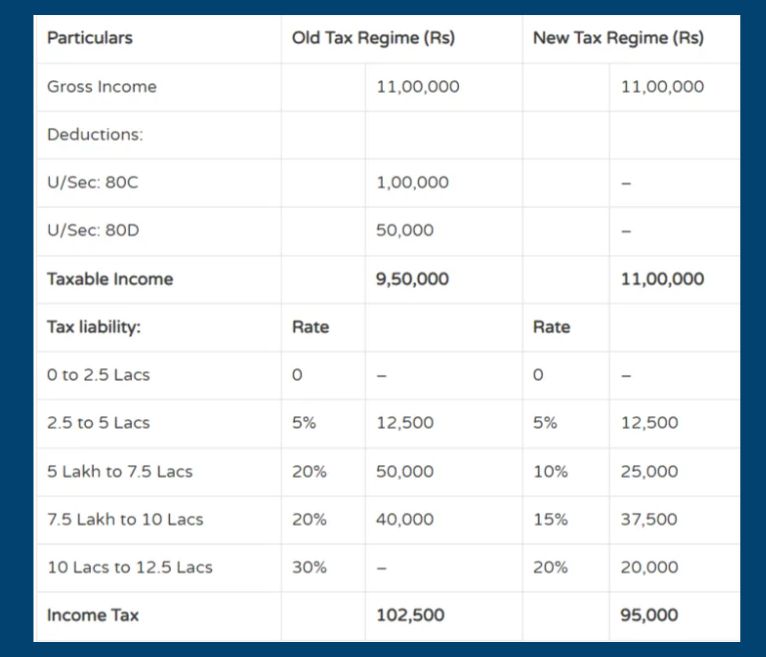 Particulars Old Tax Regime (Rs) New Tax Regime (Rs)
Gross Income 11,00,000 11,00,000
Deductions:
U/Sec: 80C 1,00,000 –
U/Sec: 80D 50,000 –
Taxable Income 9,50,000 11,00,000
Tax liability: Rate Rate
0 to 2.5 Lacs 0 – 0 –
2.5 to 5 Lacs 5% 12,500 5% 12,500
5 Lakh to 7.5 Lacs 20% 50,000 10% 25,000
7.5 Lakh to 10 Lacs 20% 40,000 15% 37,500
10 Lacs to 12.5 Lacs 30% – 20% 20,000
Income Tax 102,500 95,000